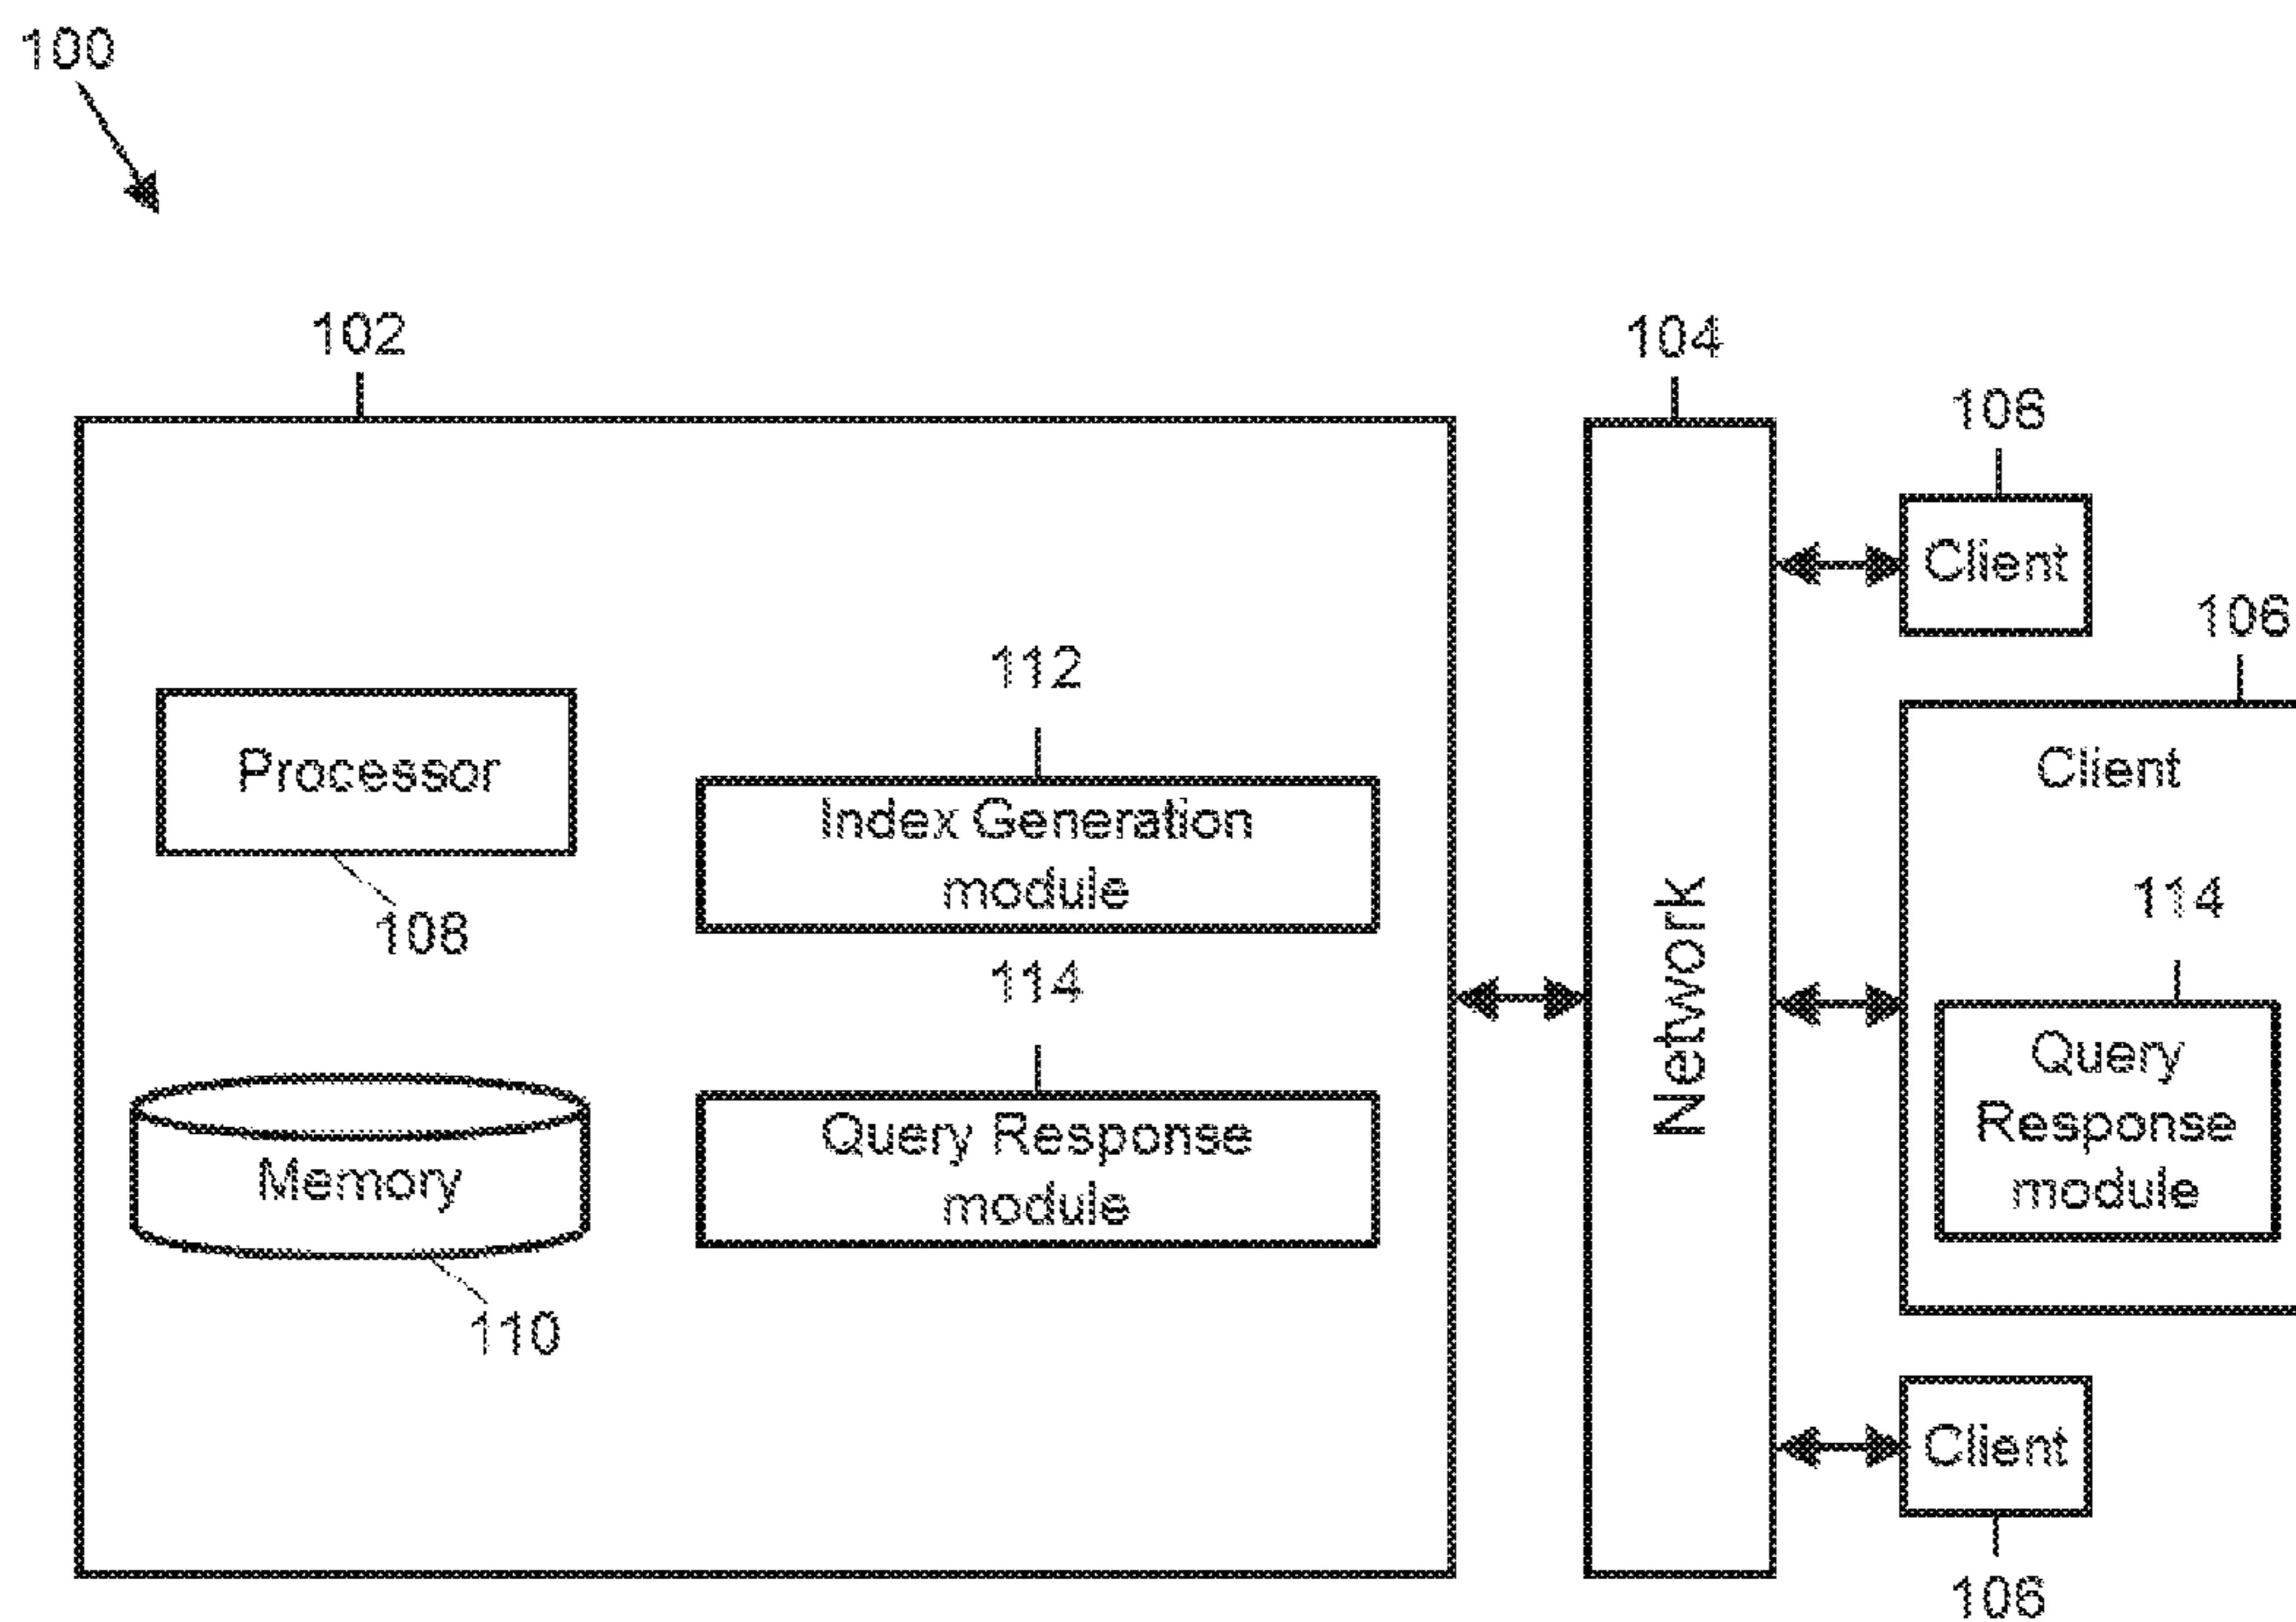 100
102
104
106
Client
106
Client
112
Processor
Index Generation
module
108
114
114
Network
Query
Response
module
Query Response
module
Memory
110
Client
106